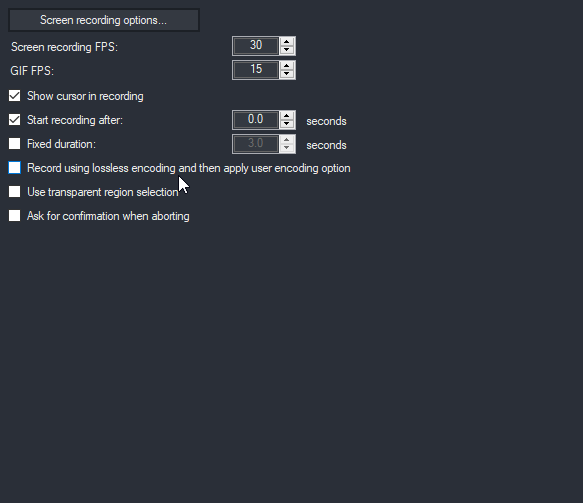 Screen recording options...
Screen recording FPS: 30
GIF FPS: 15
Show cursor in recording
Start recording after: 0.0 seconds
Fixed duration: 3.0 seconds
Record using lossless encoding and then apply user encoding option
Use transparent region selection
Ask for confirmation when aborting